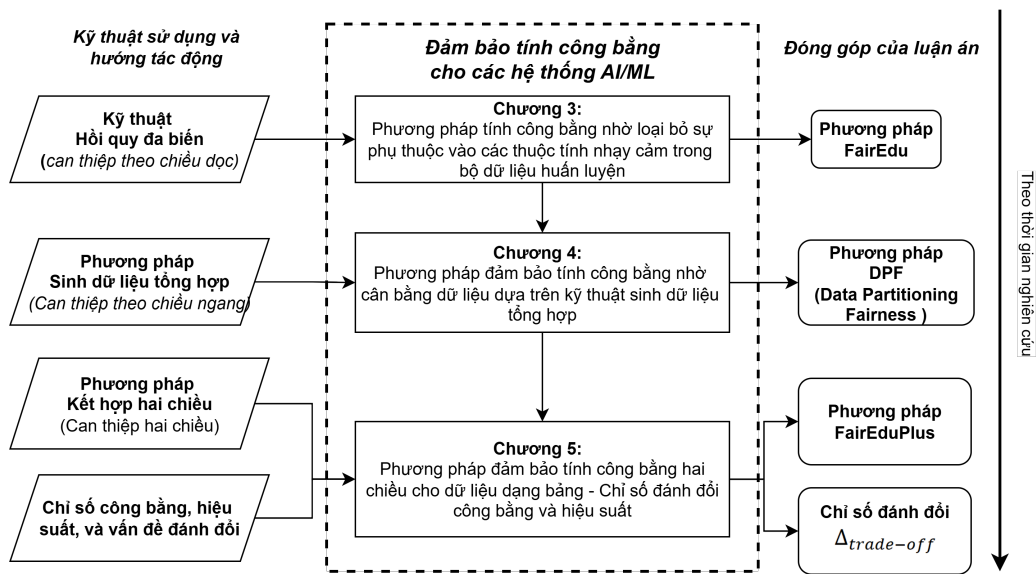 Kỹ thuật sử dụng và
hướng tác động
Đảm bảo tính công bằng
cho các hệ thống AI/ML
Đóng góp của luận án
Kỹ thuật
Hồi quy đa biến
(can thiệp theo chiều dọc)
Chương 3:
Phương pháp tính công bằng nhờ loại bỏ sự
phụ thuộc vào các thuộc tính nhạy cảm trong
bộ dữ liệu huấn luyện
Phương pháp
FairEdu
Phương pháp
Sinh dữ liệu tổng hợp
(Can thiệp theo chiều ngang)
Chương 4:
Phương pháp đảm bảo tính công bằng nhờ
cân bằng dữ liệu dựa trên kỹ thuật sinh dữ liệu
tổng hợp
Phương pháp
DPF
(Data Partitioning
Fairness )
Phương pháp
Kết hợp hai chiều
(Can thiệp hai chiều)
Chỉ số công bằng, hiệu
suất, và vấn đề đánh đổi
Chương 5:
Phương pháp đảm bảo tính công bằng hai
chiều cho dữ liệu dạng bảng - Chỉ số đánh đổi
công bằng và hiệu suất
Phương pháp
FairEduPlus
Chỉ số đánh đổi
Δtrade−off
Theo thời gian nghiên cứu